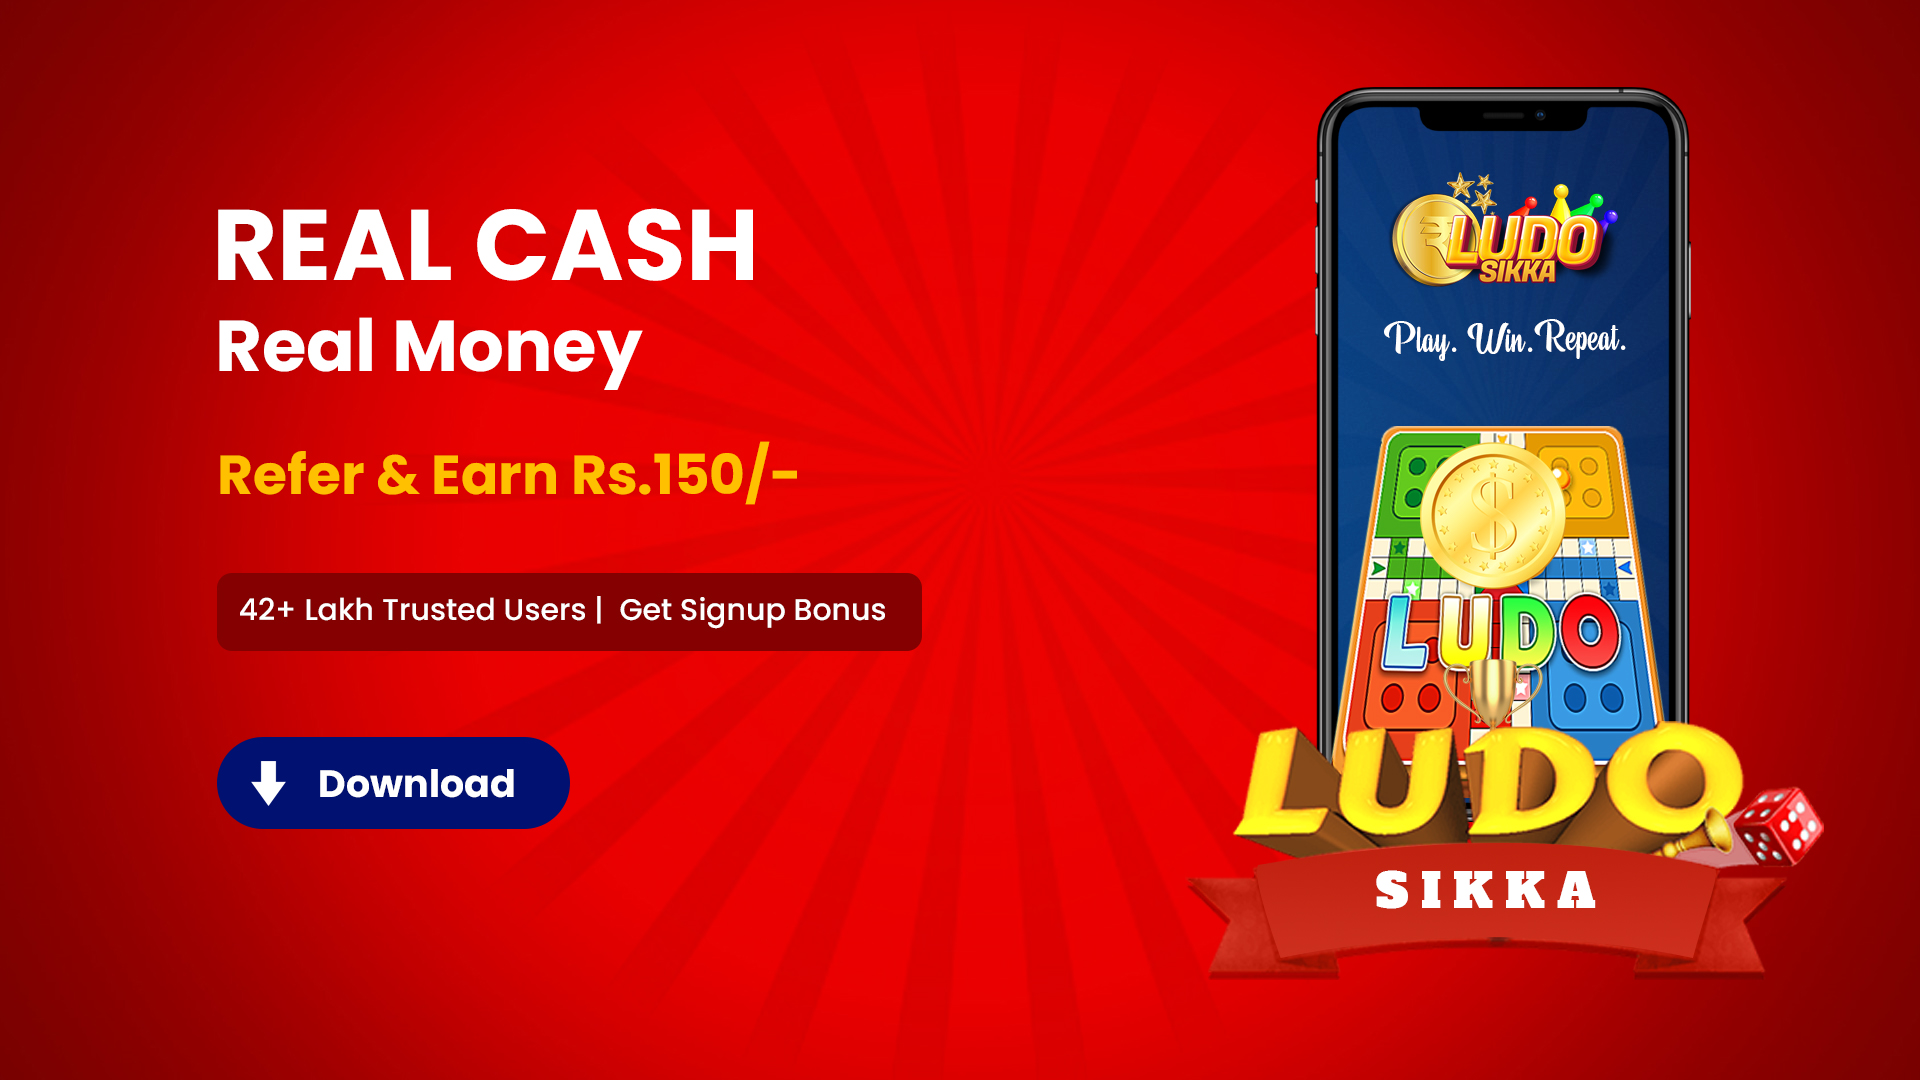 REAL CASH
Real Money
Refer & Earn Rs.150/-
42+ Lakh Trusted Users | Get Signup Bonus
Download
₹LUDO
SIKKA
Play. Win. Repeat.
$
LUDO
LUDO
SIKKA